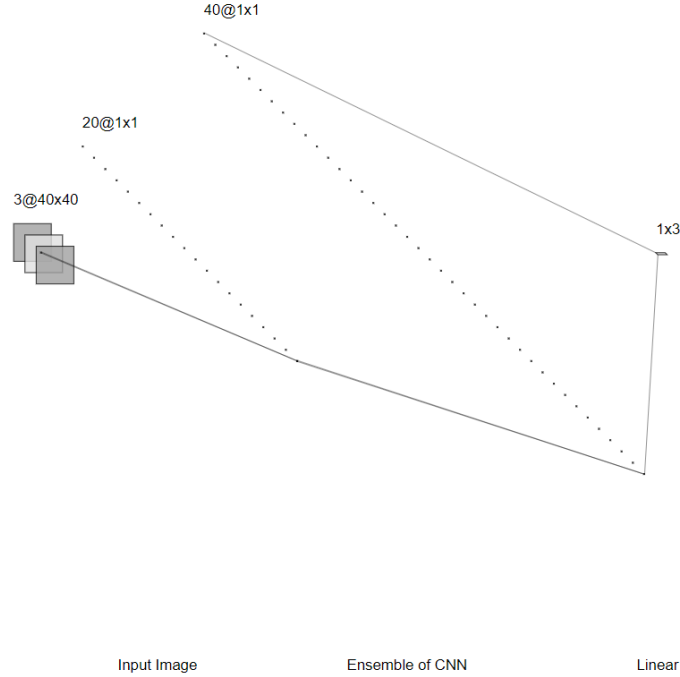 40@1x1
20@1x1
3@40x40
1x3
Input Image
Ensemble of CNN
Linear